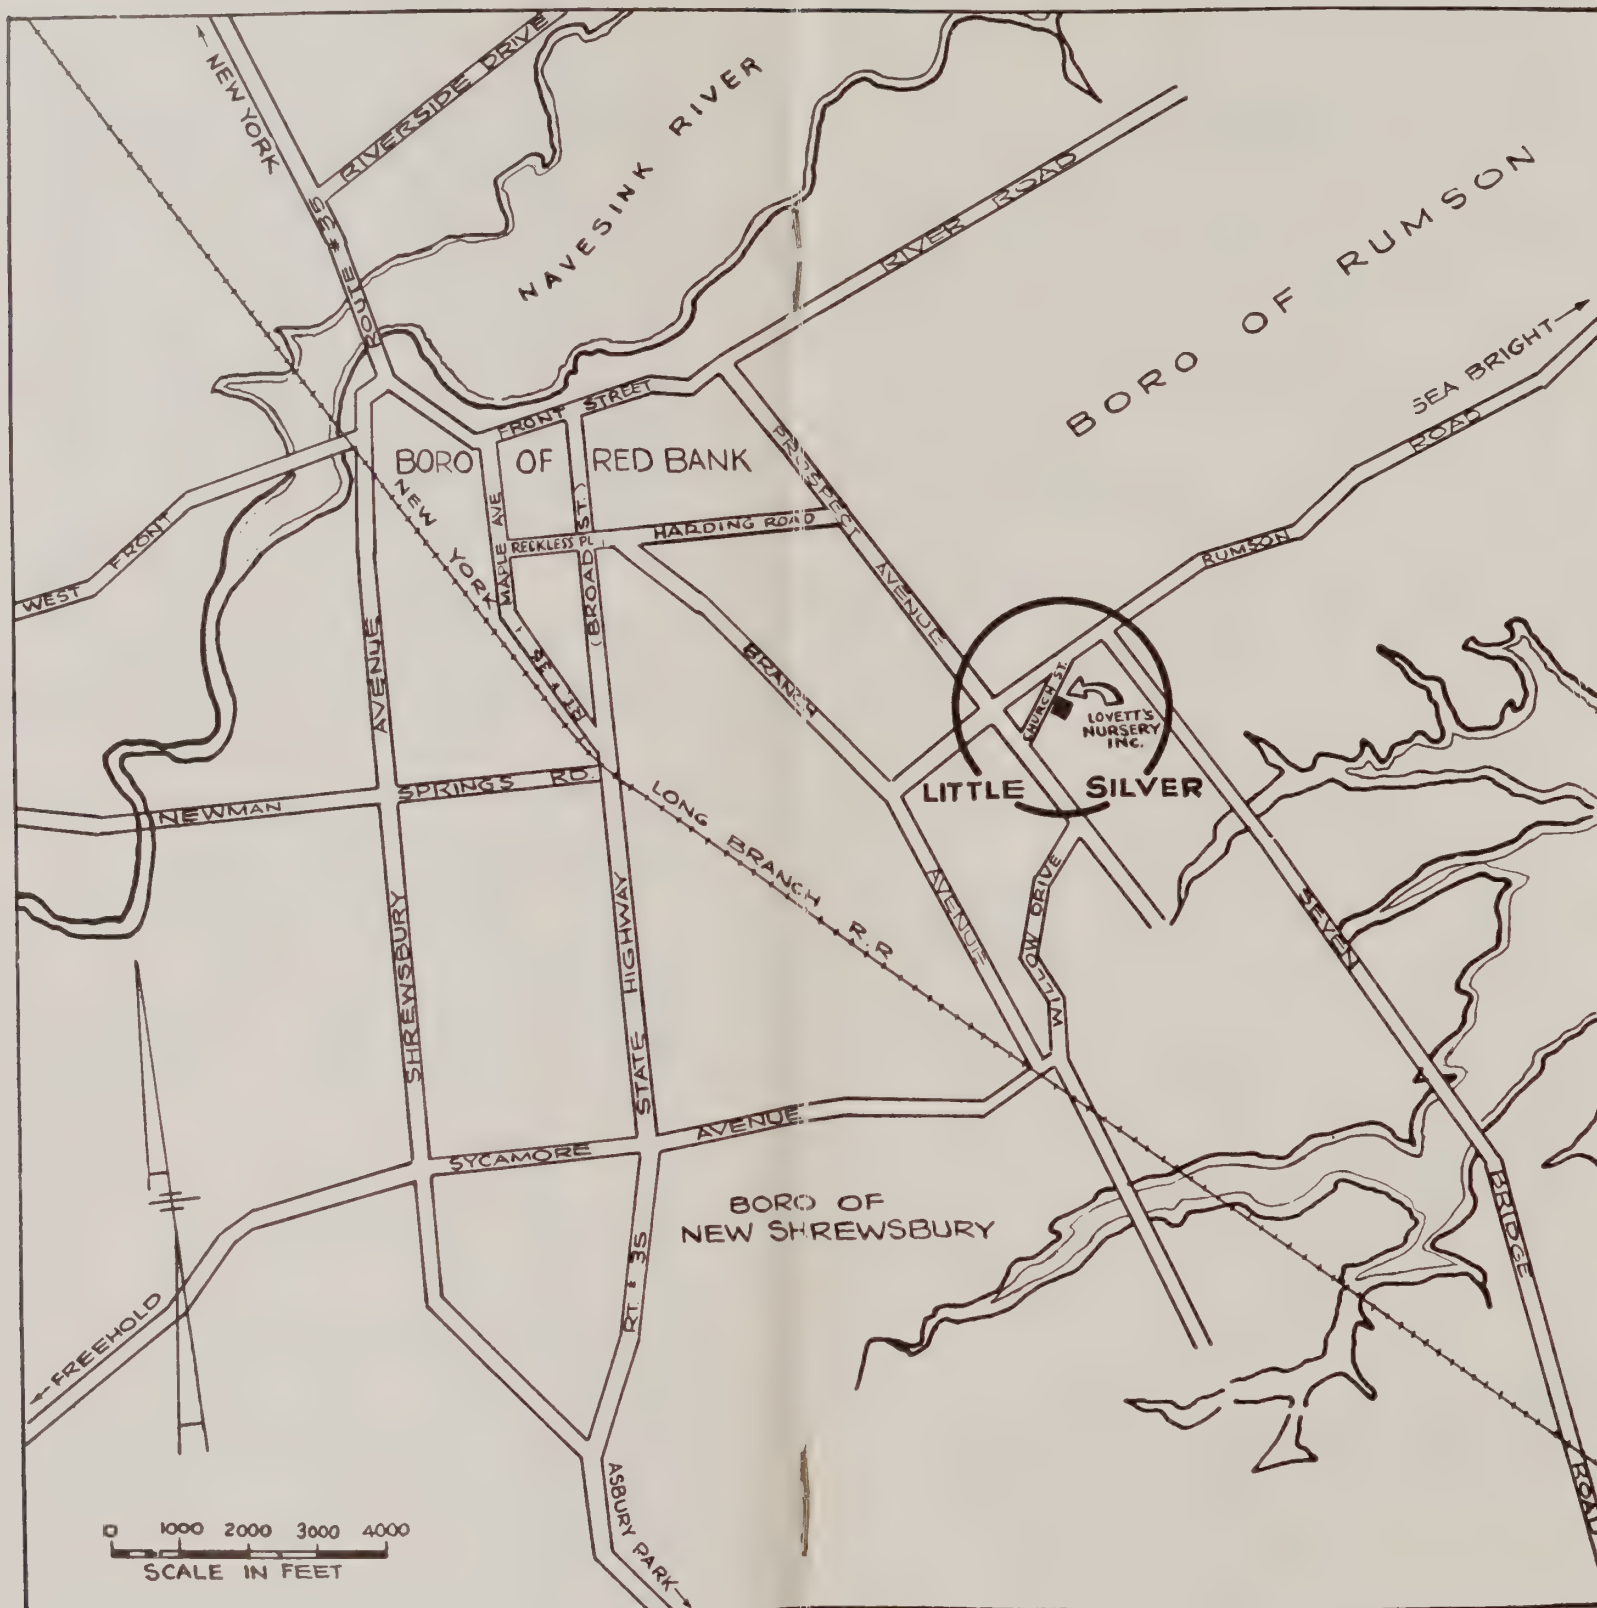 NEW YORK
RIVERSIDE DRIVE
ROUTE #35
NAVESINK RIVER
RIVER ROAD
BORO OF RUMSON
SEA BRIGHT
RUMSON ROAD
FRONT STREET
WEST FRONT
BORO OF RED BANK
MAPLE AVE
RECKLESS PL.
(BROAD ST.)
HARDING ROAD
PROSPECT AVENUE
NEW YORK
LONG BRANCH R.R
RT # 35
BRANCH AVENUE
CHURCH ST.
LOVETT'S
NURSERY
INC.
LITTLE SILVER
NEWMAN SPRINGS RD.
SHREWSBURY AVENUE
STATE HIGHWAY
RT. # 35
WILLOW DRIVE
SEVEN BRIDGE ROAD
SYCAMORE AVENUE
BORO OF
NEW SHREWSBURY
FREEHOLD
ASBURY PARK
0 1000 2000 3000 4000
SCALE IN FEET